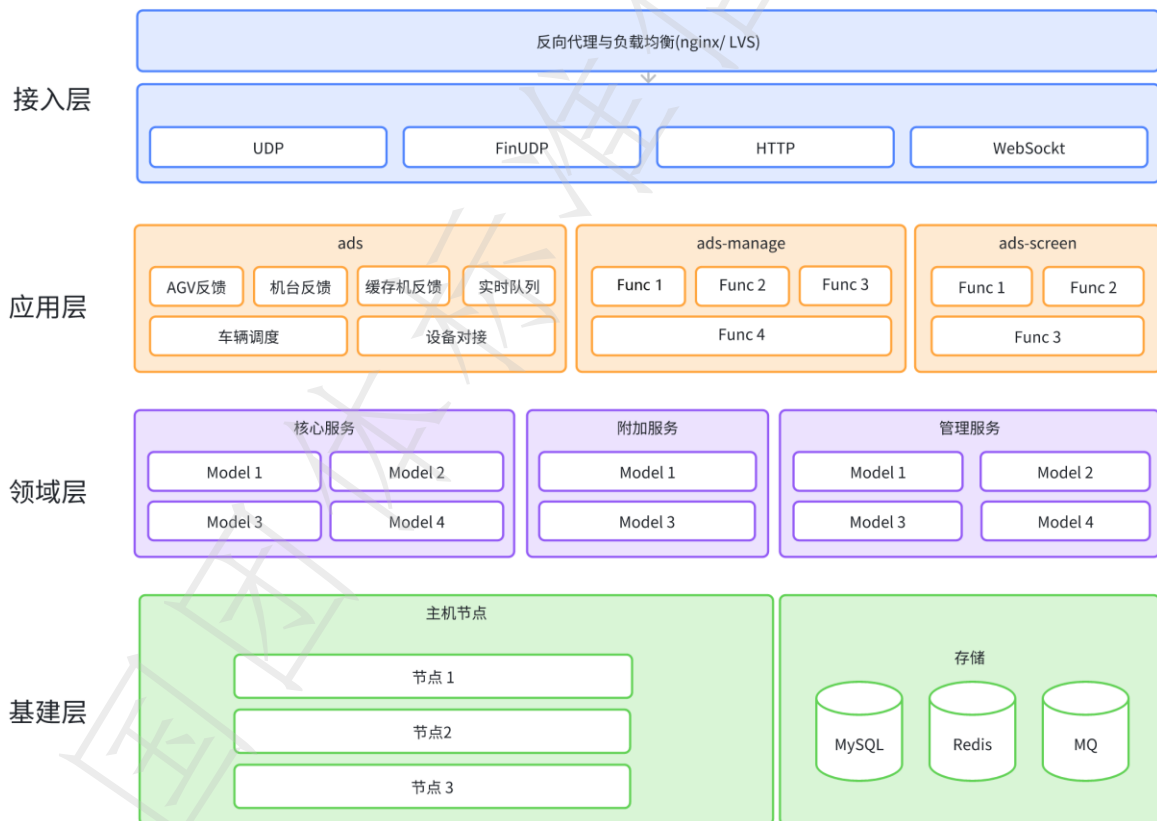 接入层
反向代理与负载均衡(nginx/ LVS)
UDP
FinUDP
HTTP
WebSockt
应用层
ads
AGV反馈
机台反馈
缓存机反馈
实时队列
车辆调度
设备对接
ads-manage
Func 1
Func 2
Func 3
Func 4
ads-screen
Func 1
Func 2
Func 3
领域层
核心服务
Model 1
Model 2
Model 3
Model 4
附加服务
Model 1
Model 3
管理服务
Model 1
Model 2
Model 3
Model 4
基建层
主机节点
节点 1
节点2
节点 3
存储
MySQL
Redis
MQ
国团体标准